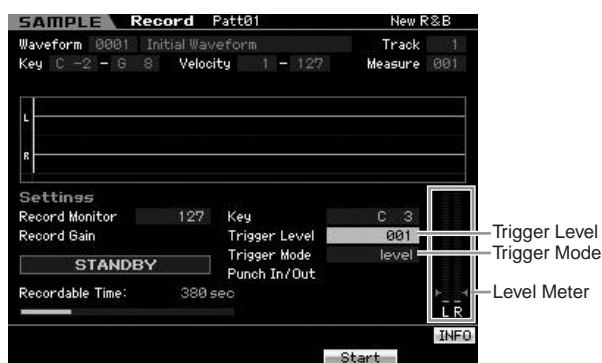 SAMPLE Record Patt01 New R&B
Waveform 0001 Initial Waveform Track 1
Key C -2 - G 8 Velocity 1 - 127 Measure 001
L
R
Settings
Record Monitor 127 Key C 3
Record Gain Trigger Level 001 Trigger Level
Trigger Mode level Trigger Mode
STANDBY
Punch In/Out
Recordable Time: 380 sec Level Meter
L R
INFO
Start